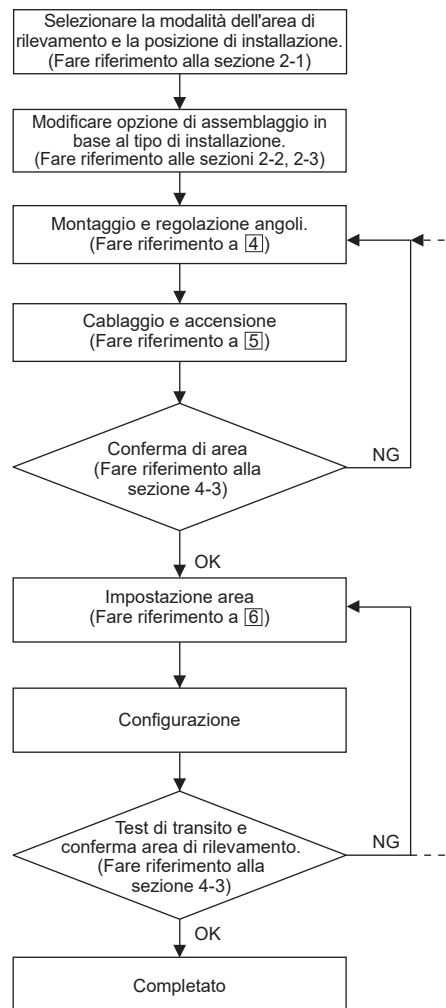 Selezionare la modalità dell'area di
rilevamento e la posizione di installazione.
(Fare riferimento alla sezione 2-1)
Modificare opzione di assemblaggio in
base al tipo di installazione.
(Fare riferimento alle sezioni 2-2, 2-3)
Montaggio e regolazione angoli.
(Fare riferimento a 4)
Cablaggio e accensione
(Fare riferimento a 5)
Conferma di area
(Fare riferimento alla
sezione 4-3)
NG
OK
Impostazione area
(Fare riferimento a 6)
Configurazione
Test di transito e
conferma area di rilevamento.
(Fare riferimento alla
sezione 4-3)
NG
OK
Completato